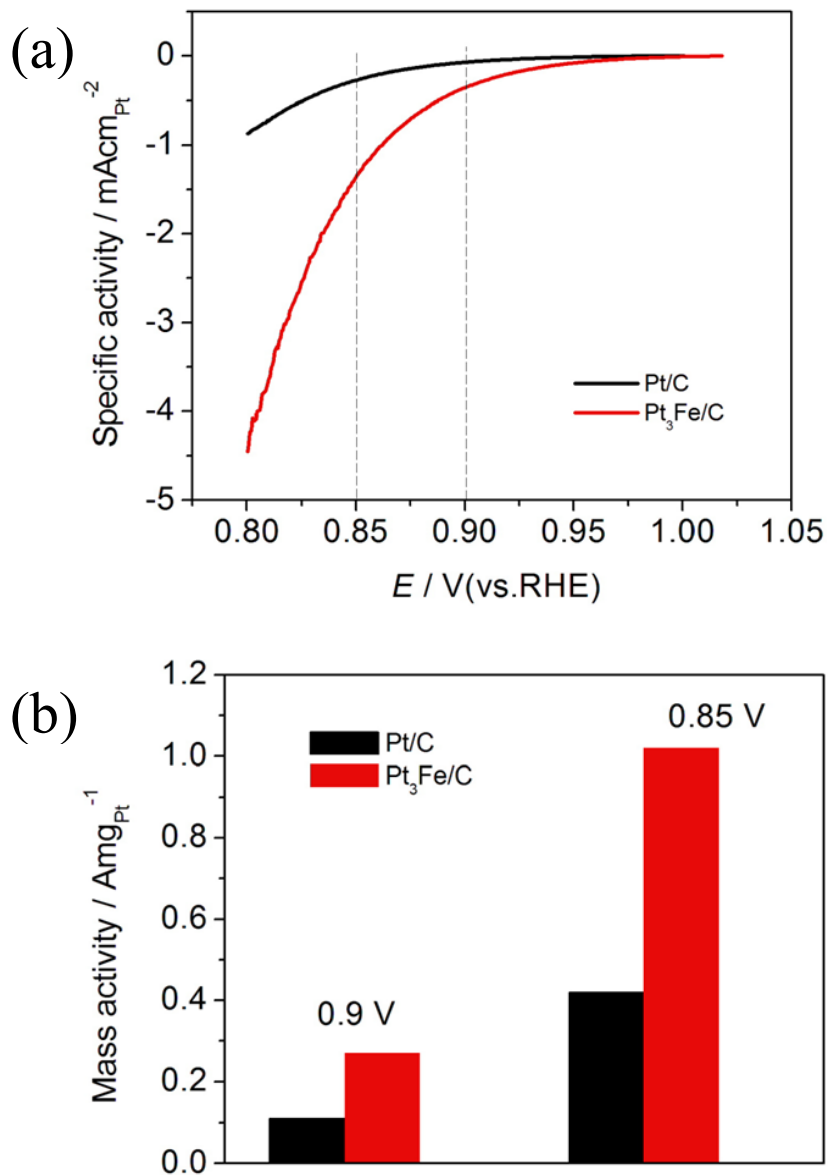 (a)
0
-1
-2
-3
-4
-5
Specific activity / mAcm_Pt^-2
Pt/C
Pt₃Fe/C
0.80 0.85 0.90 0.95 1.00 1.05
E / V(vs.RHE)
(b)
1.2
1.0
0.8
0.6
0.4
0.2
0.0
Mass activity / Amg_Pt^-1
Pt/C
Pt₃Fe/C
0.85 V
0.9 V